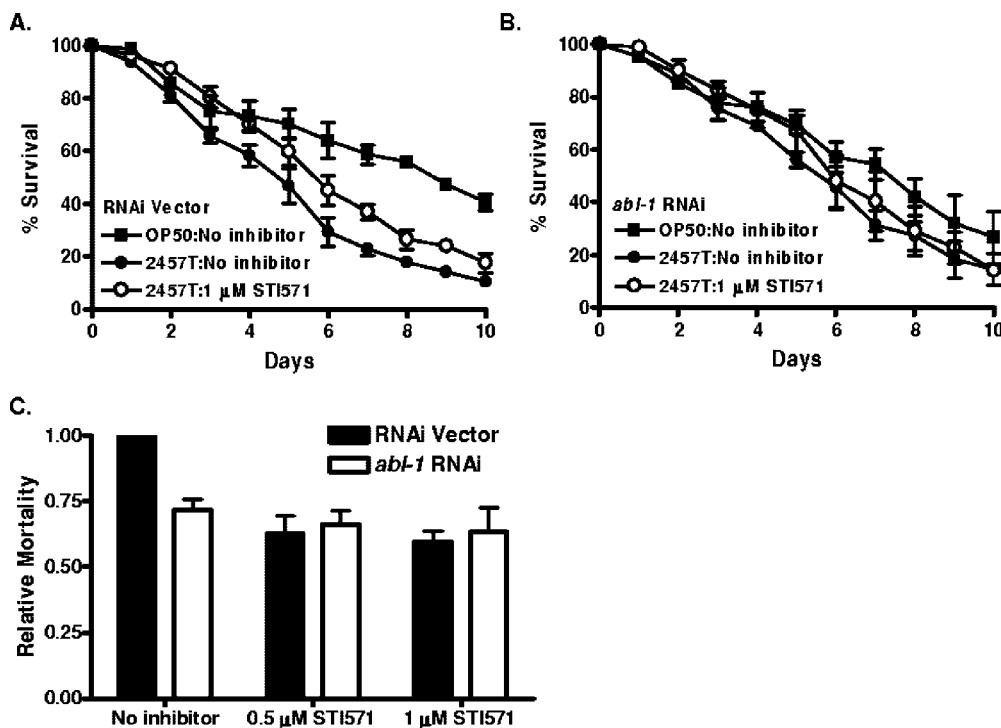 A.
100
80
60
40
20
0
% Survival
RNAi Vector
OP50:No inhibitor
2457T:No inhibitor
2457T:1 μM STI571
0 2 4 6 8 10
Days
B.
100
80
60
40
20
0
% Survival
abl-1 RNAi
OP50:No inhibitor
2457T:No inhibitor
2457T:1 μM STI571
0 2 4 6 8 10
Days
C.
1.00
0.75
0.50
0.25
0.00
Relative Mortality
RNAi Vector
abl-1 RNAi
No inhibitor 0.5 μM STI571 1 μM STI571